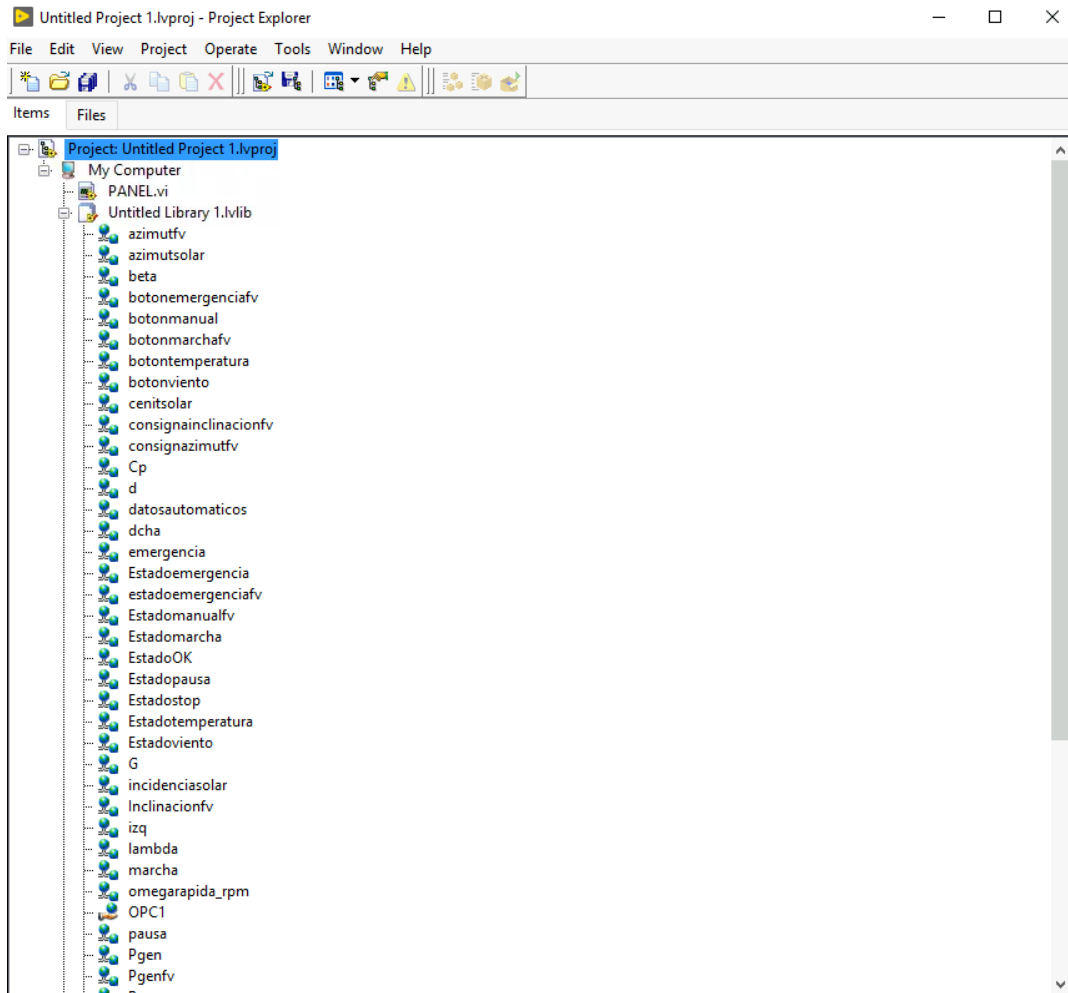 Untitled Project 1.lvproj - Project Explorer
File Edit View Project Operate Tools Window Help
Items Files
Project: Untitled Project 1.lvproj
My Computer
PANEL.vi
Untitled Library 1.lvlib
azimutfv
azimutsolar
beta
botonemergenciafv
botonmanual
botonmarchafv
botontemperatura
botonviento
cenitsolar
consignainclinacionfv
consignazimutfv
Cp
d
datosautomaticos
dcha
emergencia
Estadoemergencia
estadoemergenciafv
Estadomanualfv
Estadomarcha
EstadoOK
Estadopausa
Estadostop
Estadotemperatura
Estadoviento
G
incidenciasolar
Inclinacionfv
izq
lambda
marcha
omegarapida_rpm
OPC1
pausa
Pgen
Pgenfv